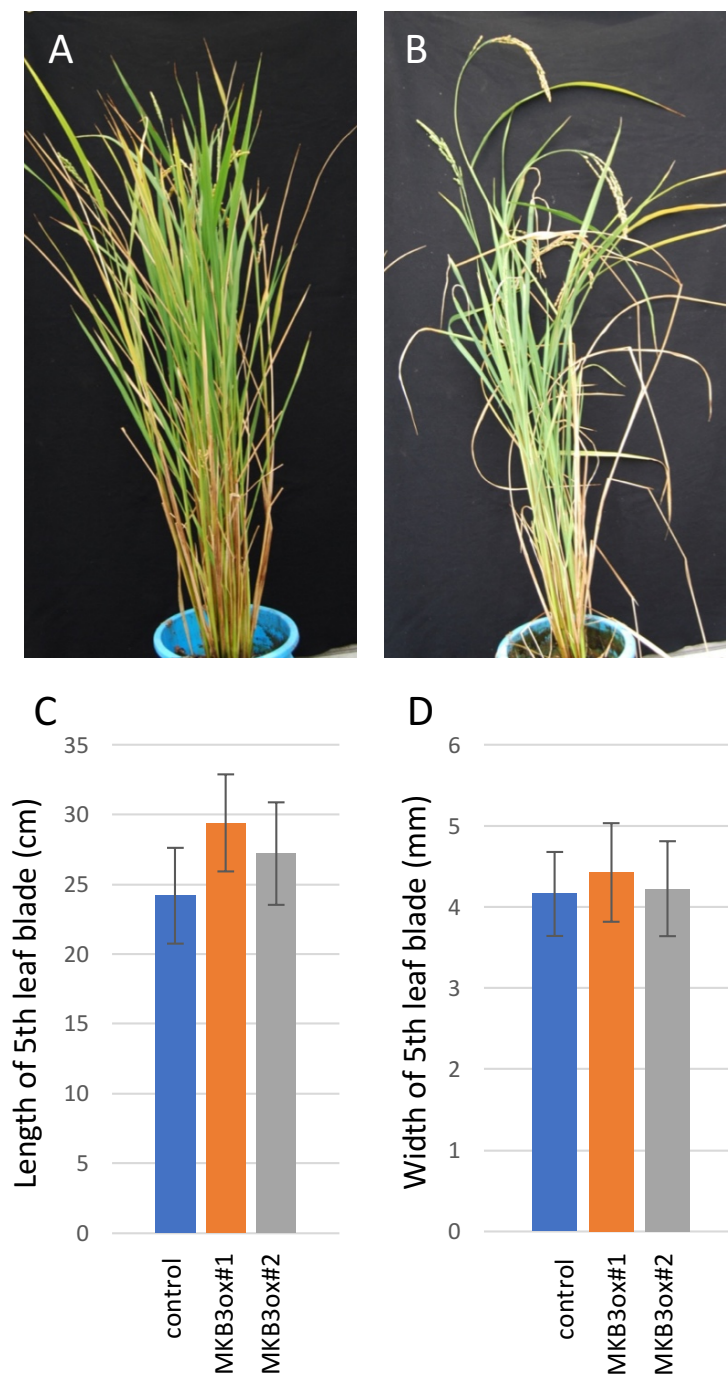 A
B
C
Length of 5th leaf blade (cm)
35
30
25
20
15
10
5
0
control
MKB3ox#1
MKB3ox#2
D
Width of 5th leaf blade (mm)
6
5
4
3
2
1
0
control
MKB3ox#1
MKB3ox#2